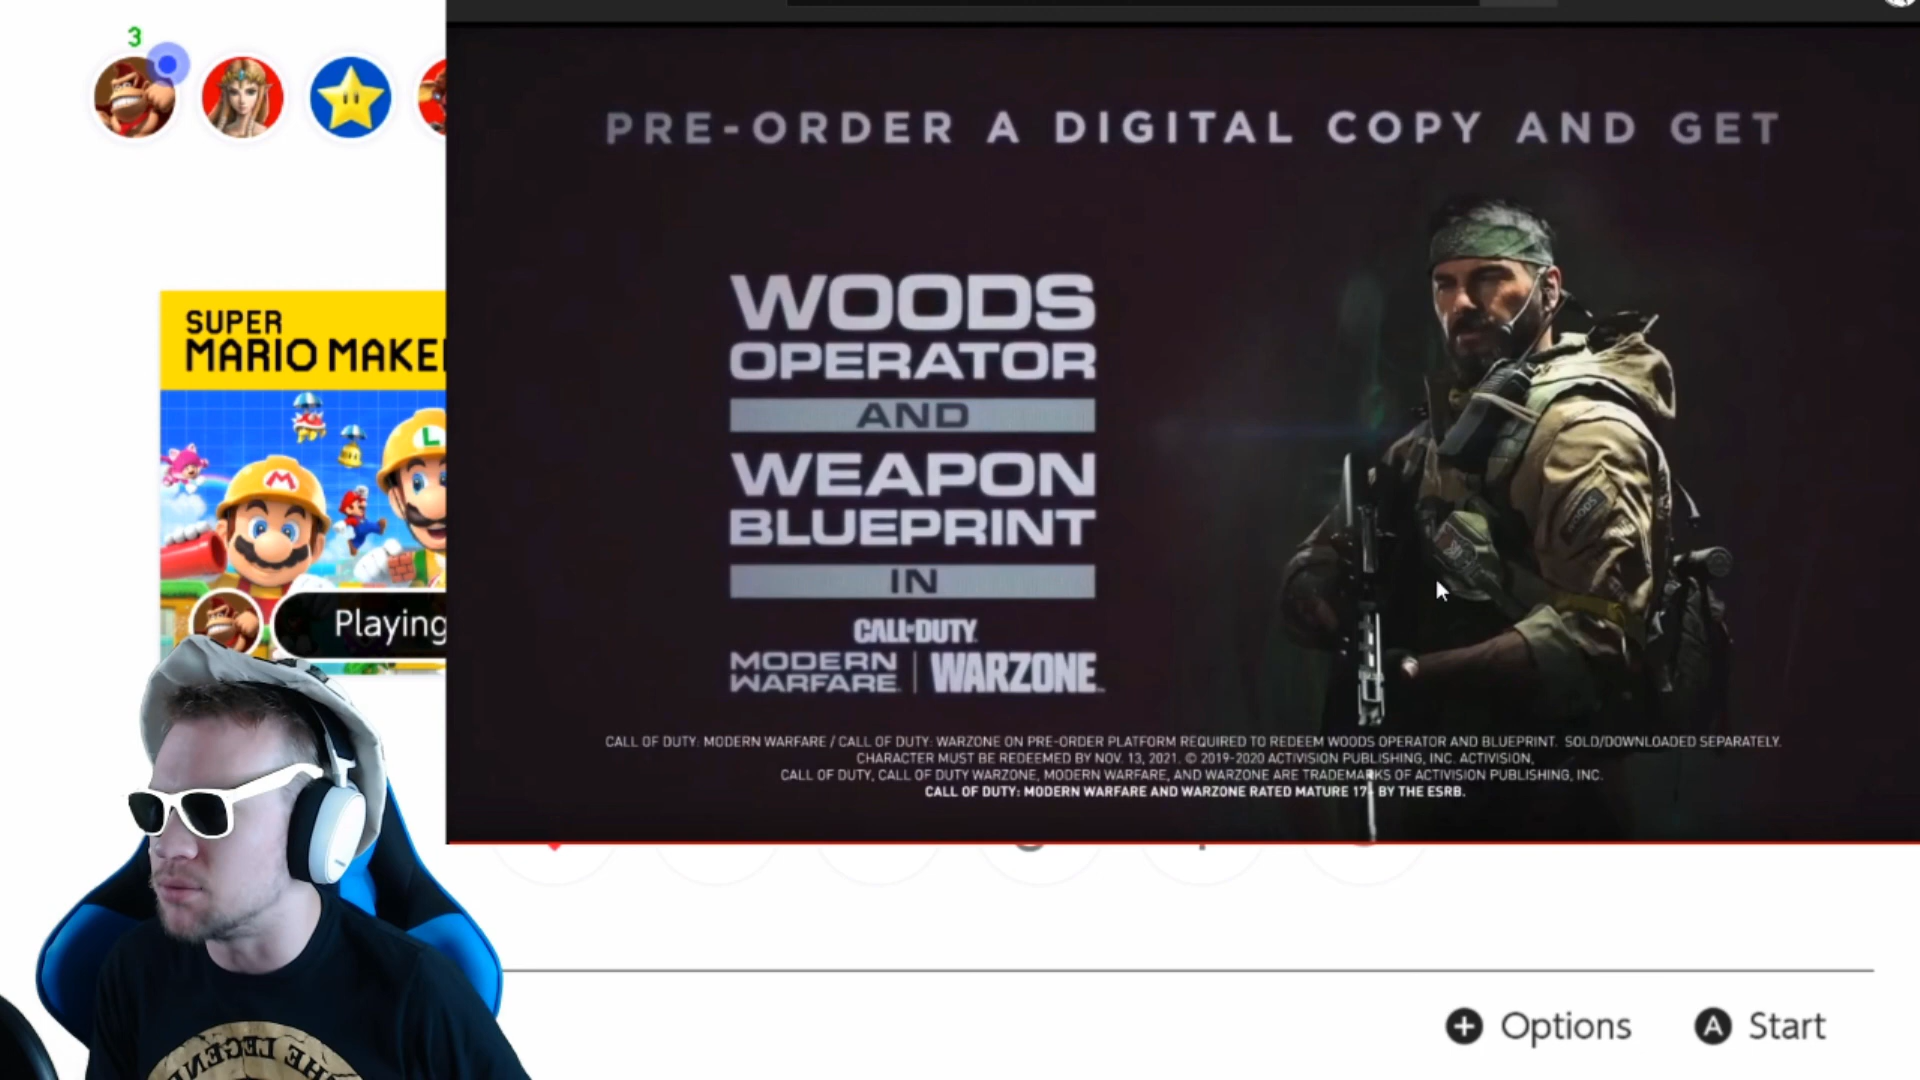 3
PRE-ORDER A DIGITAL COPY AND GET
SUPER
MARIO MAKE
WOODS
OPERATOR
AND
WEAPON
BLUEPRINT
IN
CALL OF DUTY
MODERN
WARFARE
WARZONE
M
L
WOODS
Playing
CALL OF DUTY: MODERN WARFARE / CALL OF DUTY: WARZONE ON PRE-ORDER PLATFORM REQUIRED TO REDEEM WOODS OPERATOR AND BLUEPRINT. SOLD/DOWNLOADED SEPARATELY.
CHARACTER MUST BE REDEEMED BY NOV. 13, 2021. © 2019-2020 ACTIVISION PUBLISHING, INC. ACTIVISION,
CALL OF DUTY, CALL OF DUTY WARZONE, MODERN WARFARE, AND WARZONE ARE TRADEMARKS OF ACTIVISION PUBLISHING, INC.
CALL OF DUTY: MODERN WARFARE AND WARZONE RATED MATURE 17+ BY THE ESRB.
Options
A Start
THE LEGEN